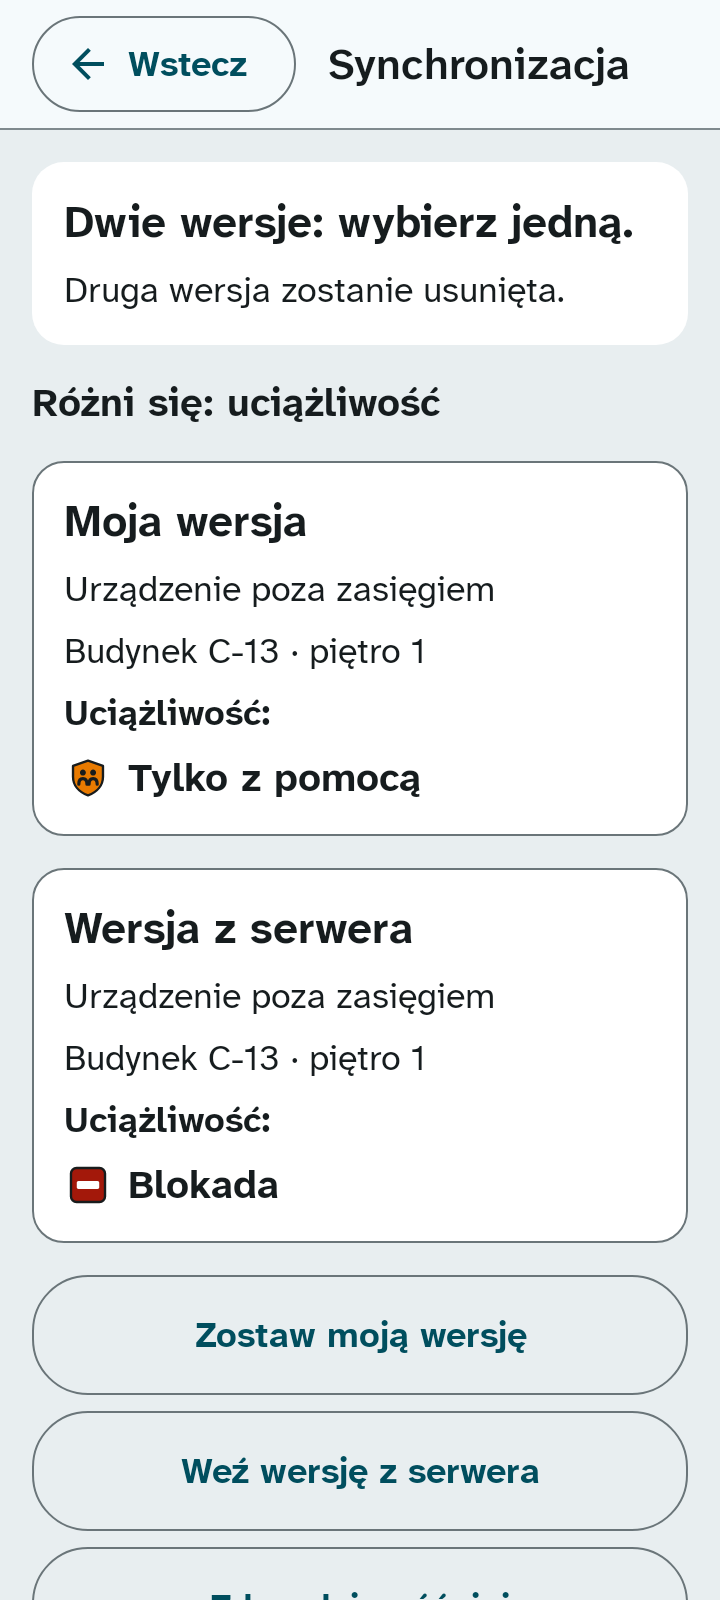 Wstecz
Synchronizacja
Dwie wersje: wybierz jedną.
Druga wersja zostanie usunięta.
Różni się: uciążliwość
Moja wersja
Urządzenie poza zasięgiem
Budynek C-13 · piętro 1
Uciążliwość:
Tylko z pomocą
Wersja z serwera
Urządzenie poza zasięgiem
Budynek C-13 · piętro 1
Uciążliwość:
Blokada
Zostaw moją wersję
Weź wersję z serwera